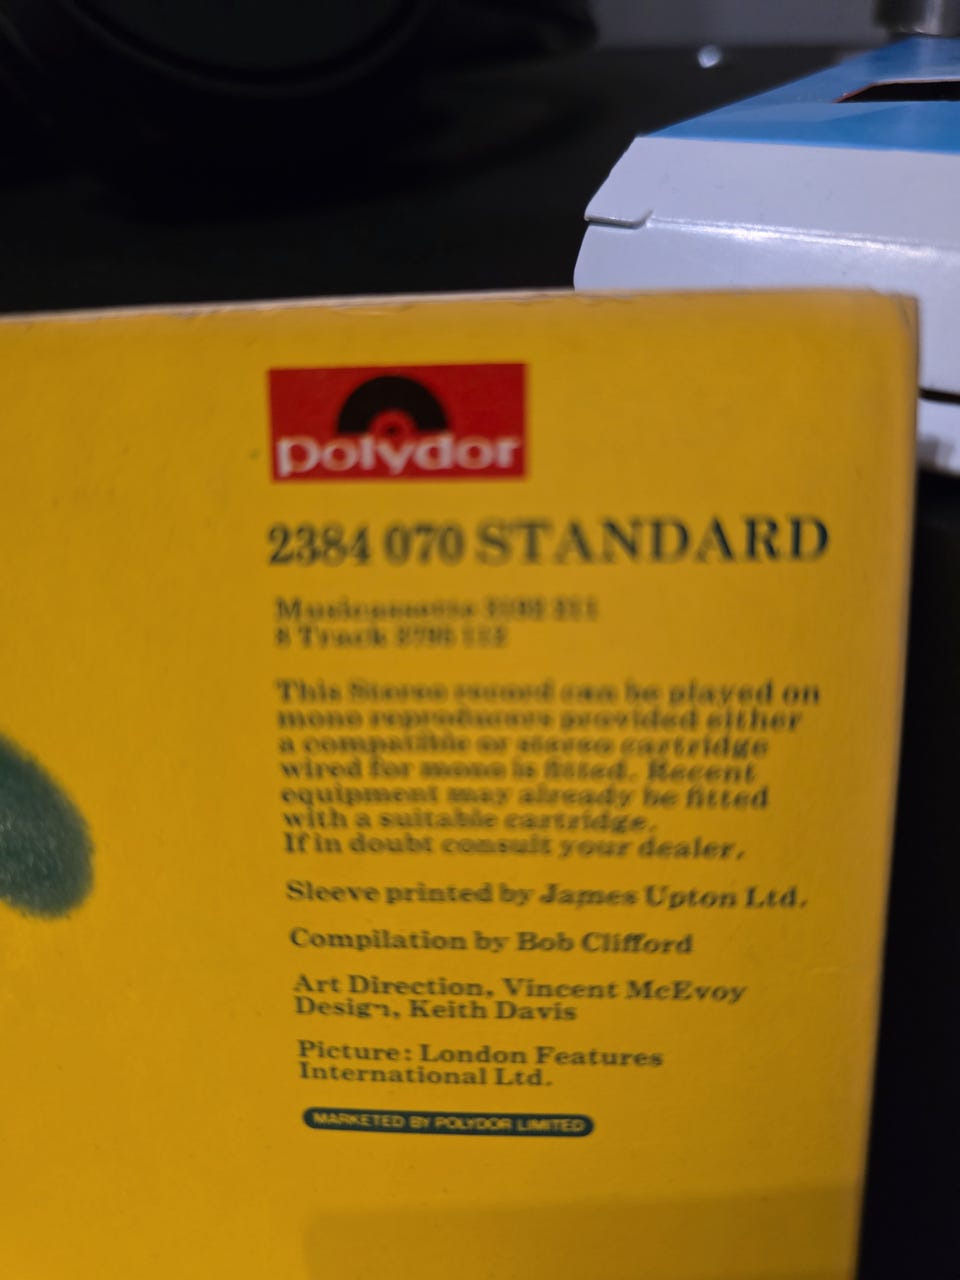 polydor
2384 070 STANDARD
Musicassette
8 Track
This Stereo record can be played on
mono reproducers provided either
a compatible or stereo cartridge
wired for mono is fitted. Recent
equipment may already be fitted
with a suitable cartridge.
If in doubt consult your dealer.
Sleeve printed by James Upton Ltd.
Compilation by Bob Clifford
Art Direction, Vincent McEvoy
Design, Keith Davis
Picture: London Features
International Ltd.
MARKETED BY POLYDOR LIMITED